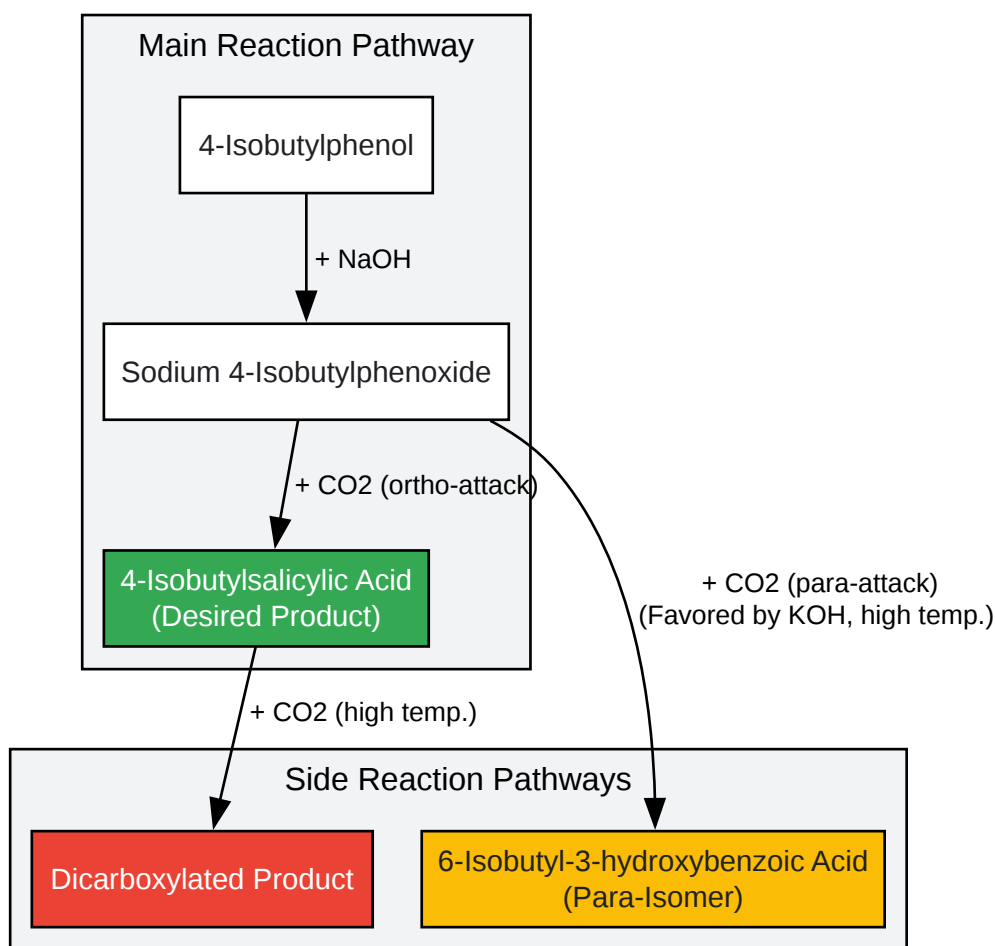 Main Reaction Pathway
4-Isobutylphenol
+ NaOH
Sodium 4-Isobutylphenoxide
+ CO2 (ortho-attack)
4-Isobutylsalicylic Acid
(Desired Product)
+ CO2 (para-attack)
(Favored by KOH, high temp.)
+ CO2 (high temp.)
Side Reaction Pathways
Dicarboxylated Product
6-Isobutyl-3-hydroxybenzoic Acid
(Para-Isomer)